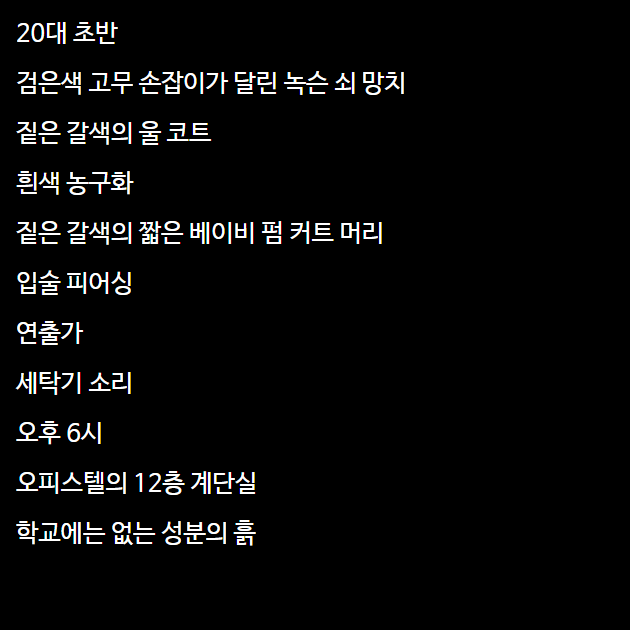 20대 초반
검은색 고무 손잡이가 달린 녹슨 쇠 망치
짙은 갈색의 울 코트
흰색 농구화
짙은 갈색의 짧은 베이비 펌 커트 머리
입술 피어싱
연출가
세탁기 소리
오후 6시
오피스텔의 12층 계단실
학교에는 없는 성분의 흙